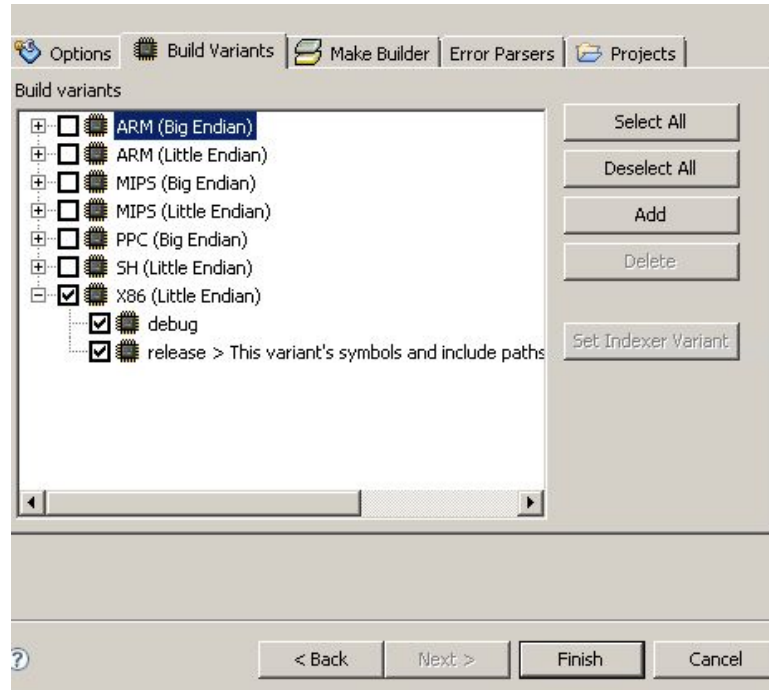 Options Build Variants Make Builder Error Parsers Projects
Build variants
ARM (Big Endian)
ARM (Little Endian)
MIPS (Big Endian)
MIPS (Little Endian)
PPC (Big Endian)
SH (Little Endian)
X86 (Little Endian)
debug
release > This variant's symbols and include paths
Select All
Deselect All
Add
Delete
Set Indexer Variant
? < Back Next > Finish Cancel